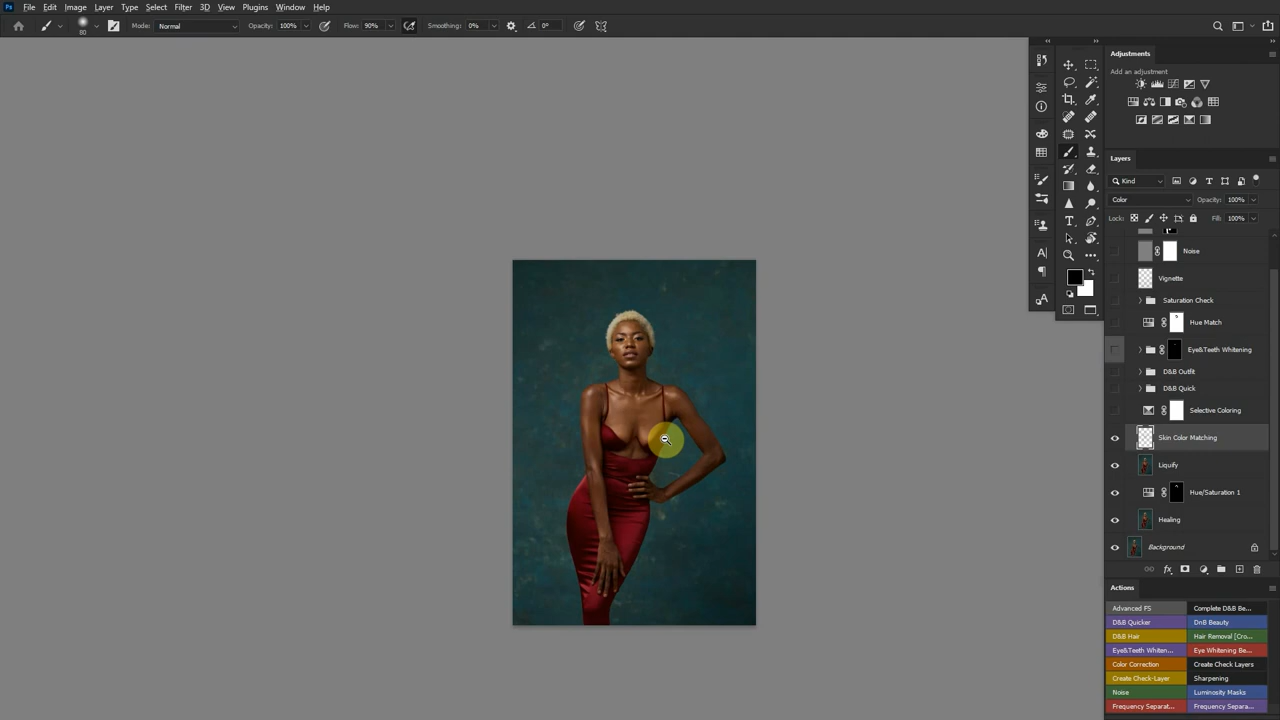 Ps File Edit Image Layer Type Select Filter 3D View Plugins Window Help
80 Mode: Normal Opacity: 100% Flow: 90% Smoothing: 0% 0°
Adjustments
Add an adjustment
Layers
Kind
Color Opacity: 100%
Lock: Fill: 100%
Noise
Vignette
Saturation Check
Hue Match
Eye&Teeth Whitening
D&B Outfit
D&B Quick
Selective Coloring
Skin Color Matching
Liquify
Hue/Saturation 1
Healing
Background
fx
Actions
Advanced FS Complete D&B Be...
D&B Quicker DnB Beauty
D&B Hair Hair Removal [Cro...
Eye&Teeth Whiten... Eye Whitening Be...
Color Correction Create Check Layers
Create Check-Layer Sharpening
Noise Luminosity Masks
Frequency Separat... Frequency Separa...